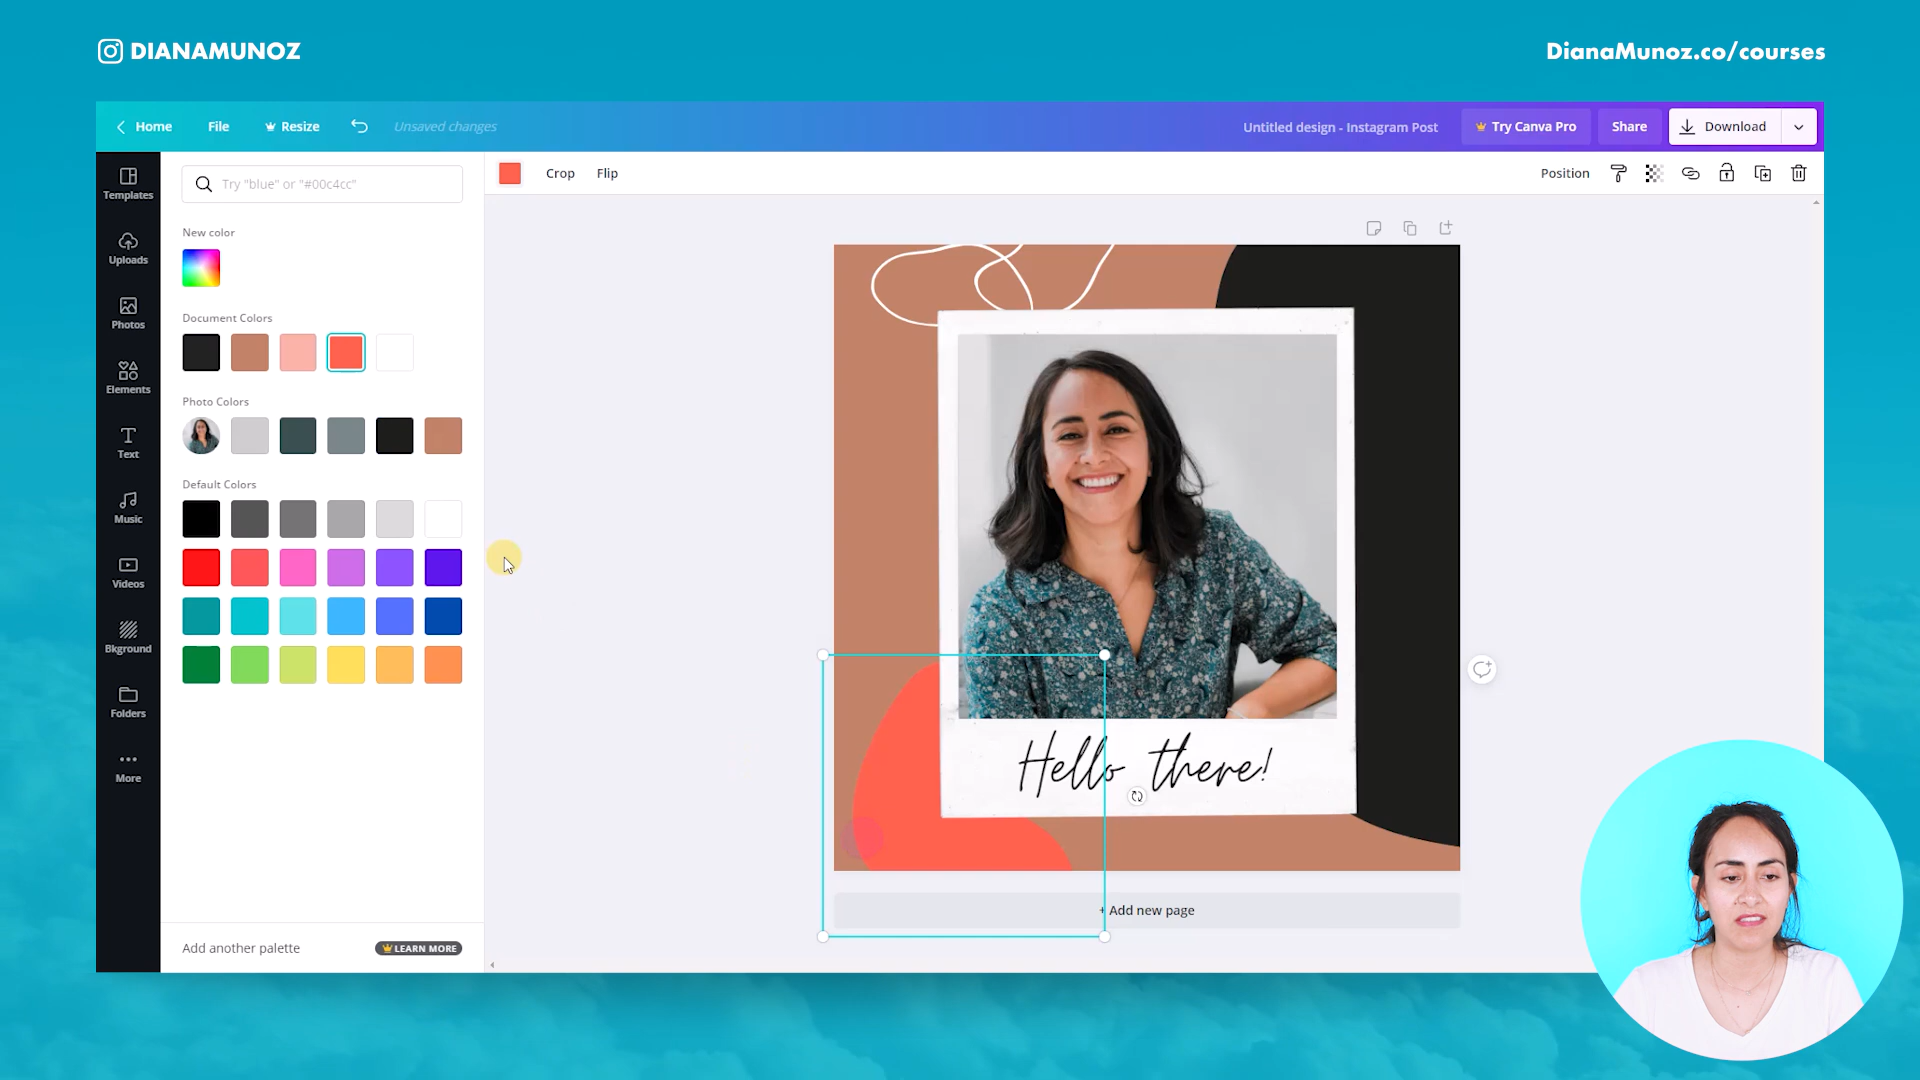 DIANAMUNOZ
DianaMunoz.co/courses
Home
File
Resize
Unsaved changes
Untitled design - Instagram Post
Try Canva Pro
Share
Download
Templates
Uploads
Photos
Elements
Text
Music
Videos
Bkground
Folders
More
Try "blue" or "#00c4cc"
New color
Document Colors
Photo Colors
Default Colors
Add another palette
LEARN MORE
Crop
Flip
Position
Hello there!
+ Add new page